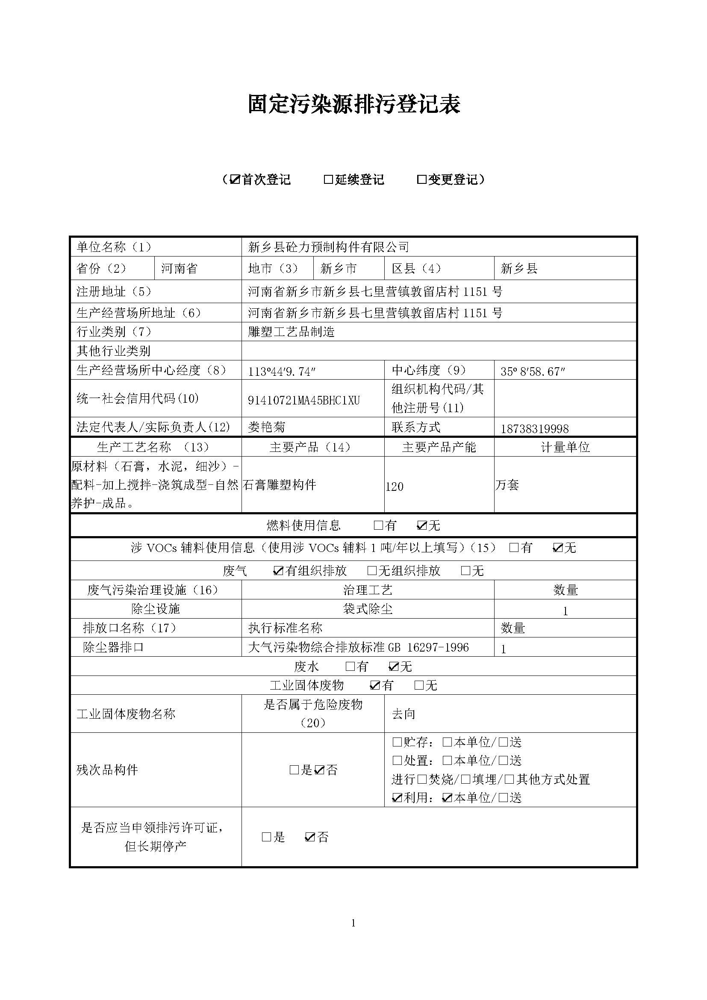 固定污染源排污登记表
（☑首次登记 □延续登记 □变更登记）
单位名称（1） 新乡县砼力预制构件有限公司
省份（2） 河南省 地市（3） 新乡市 区县（4） 新乡县
注册地址（5） 河南省新乡市新乡县七里营镇敦留店村 1151 号
生产经营场所地址（6） 河南省新乡市新乡县七里营镇敦留店村 1151 号
行业类别（7） 雕塑工艺品制造
其他行业类别
生产经营场所中心经度（8） 113°44′9.74″ 中心纬度（9） 35°8′58.67″
统一社会信用代码(10) 91410721MA45BHC1XU 组织机构代码/其
他注册号(11)
法定代表人/实际负责人(12) 娄艳菊 联系方式 18738319998
生产工艺名称 （13） 主要产品（14） 主要产品产能 计量单位
原材料（石膏，水泥，细沙）-
配料-加上搅拌-浇筑成型-自然 石膏雕塑构件 120 万套
养护-成品。
燃料使用信息 □有 ☑无
涉 VOCs 辅料使用信息（使用涉 VOCs 辅料 1 吨/年以上填写）（15） □有 ☑无
废气 ☑有组织排放 □无组织排放 □无
废气污染治理设施（16） 治理工艺 数量
除尘设施 袋式除尘 1
排放口名称（17） 执行标准名称 数量
除尘器排口 大气污染物综合排放标准 GB 16297-1996 1
废水 □有 ☑无
工业固体废物 ☑有 □无
工业固体废物名称 是否属于危险废物
（20） 去向
残次品构件 □是☑否 □贮存：□本单位/□送
□处置：□本单位/□送
进行□焚烧/□填埋/□其他方式处置
☑利用：☑本单位/□送
是否应当申领排污许可证，
但长期停产 □是 ☑否
1